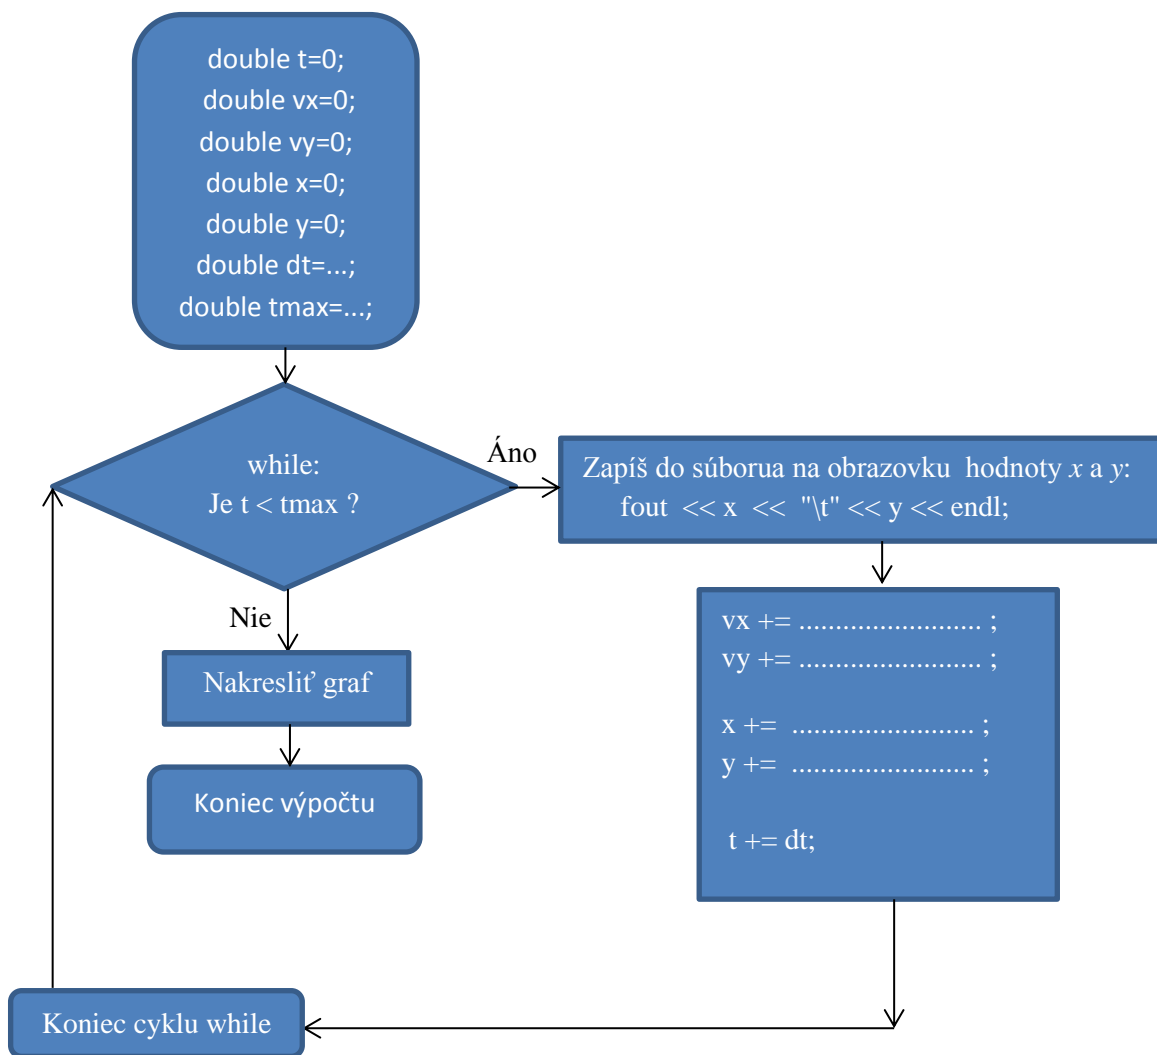 double t=0;
double vx=0;
double vy=0;
double x=0;
double y=0;
double dt=...;
double tmax=...;
while:
Je t < tmax ?
Áno
Zapíš do súborua na obrazovku hodnoty x a y:
fout << x << "\t" << y << endl;
vx += ......................... ;
vy += ......................... ;
x += ......................... ;
y += ......................... ;
t += dt;
Nie
Nakresliť graf
Koniec výpočtu
Koniec cyklu while